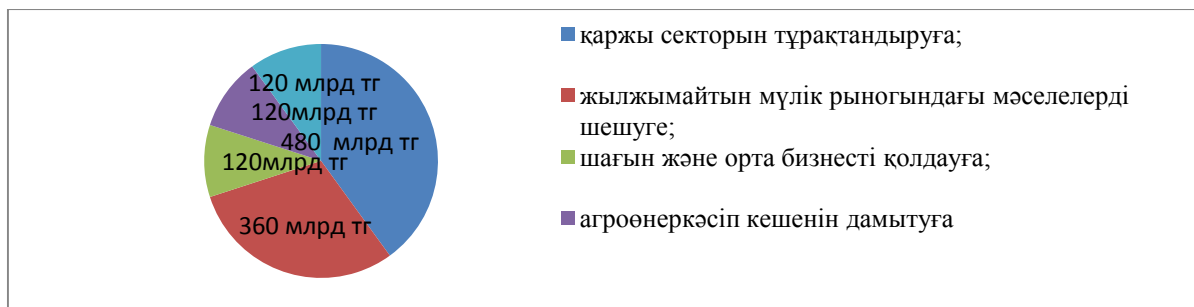 120 млрд тг
120млрд тг
480 млрд тг
120млрд тг
360 млрд тг
қаржы секторын тұрақтандыруға;
жылжымайтын мүлік рыногындағы мәселелерді
шешуге;
шағын және орта бизнесті қолдауға;
агроөнеркәсіп кешенін дамытуға